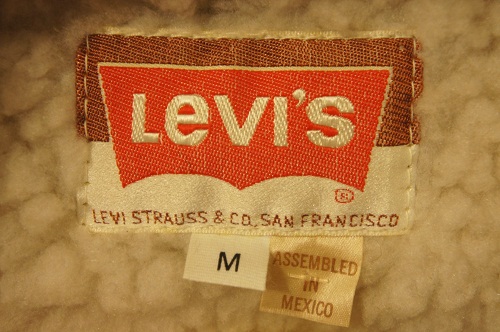 LEVI'S
®
LEVI STRAUSS & CO. SAN FRANCISCO
M
ASSEMBLED
IN
MEXICO